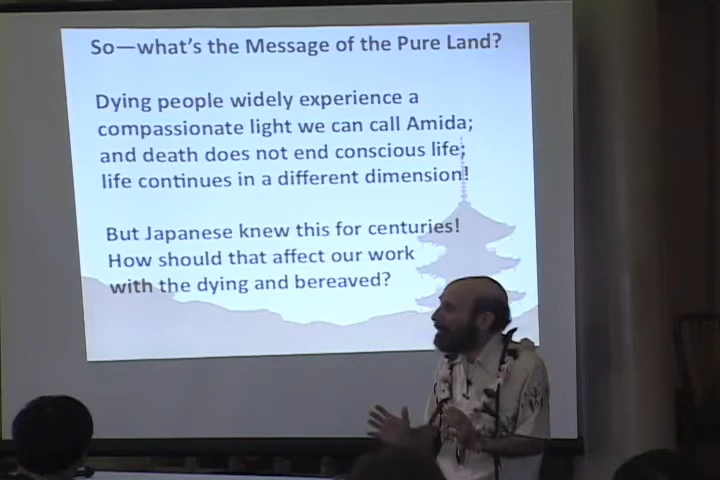 So—what's the Message of the Pure Land?
Dying people widely experience a
compassionate light we can call Amida;
and death does not end conscious life;
life continues in a different dimension!
But Japanese knew this for centuries!
How should that affect our work
with the dying and bereaved?